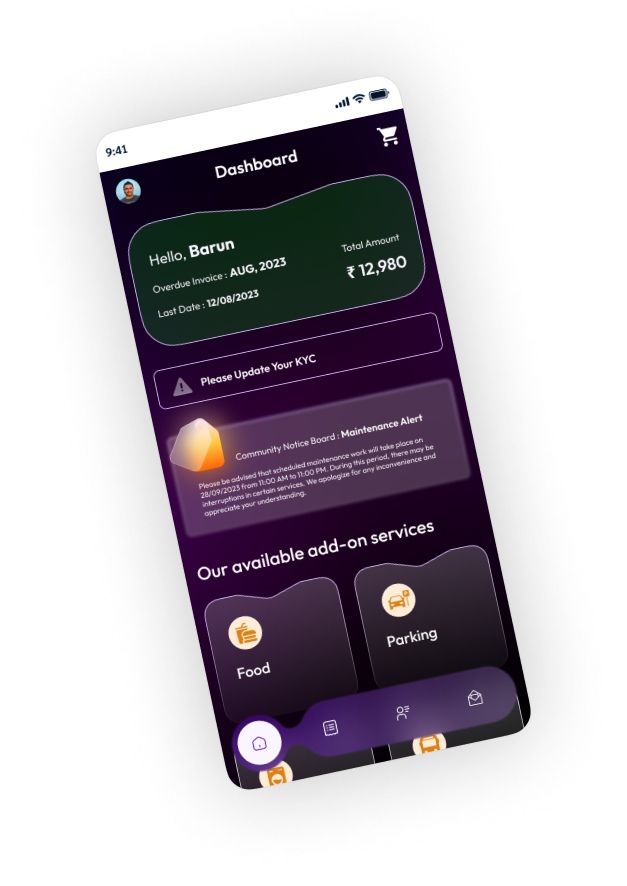 9:41
Dashboard
Hello, Barun
Overdue Invoice : AUG, 2023
Last Date : 12/08/2023
Total Amount
₹ 12,980
Please Update Your KYC
Community Notice Board : Maintenance Alert
Please be advised that scheduled maintenance work will take place on
28/09/2023 from 11:00 AM to 11:00 PM. During this period, there may be
interruptions in certain services. We apologize for any inconvenience and
appreciate your understanding.
Our available add-on services
Food
Parking